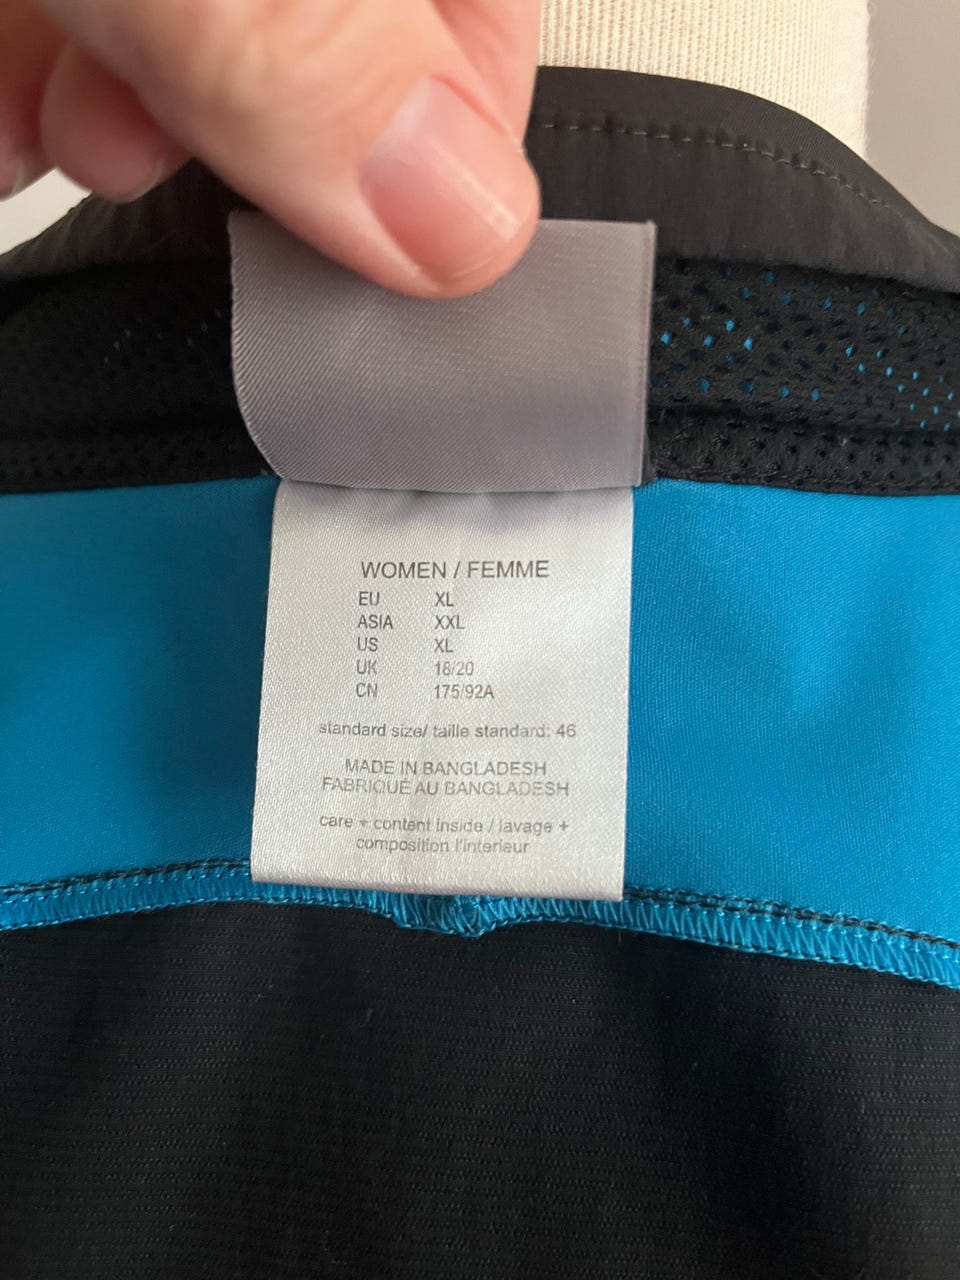 WOMEN / FEMME
EU XL
ASIA XXL
US XL
UK 18/20
CN 175/92A
standard size/ taille standard: 46
MADE IN BANGLADESH
FABRIQUÉ AU BANGLADESH
care + content inside / lavage +
composition l'interieur